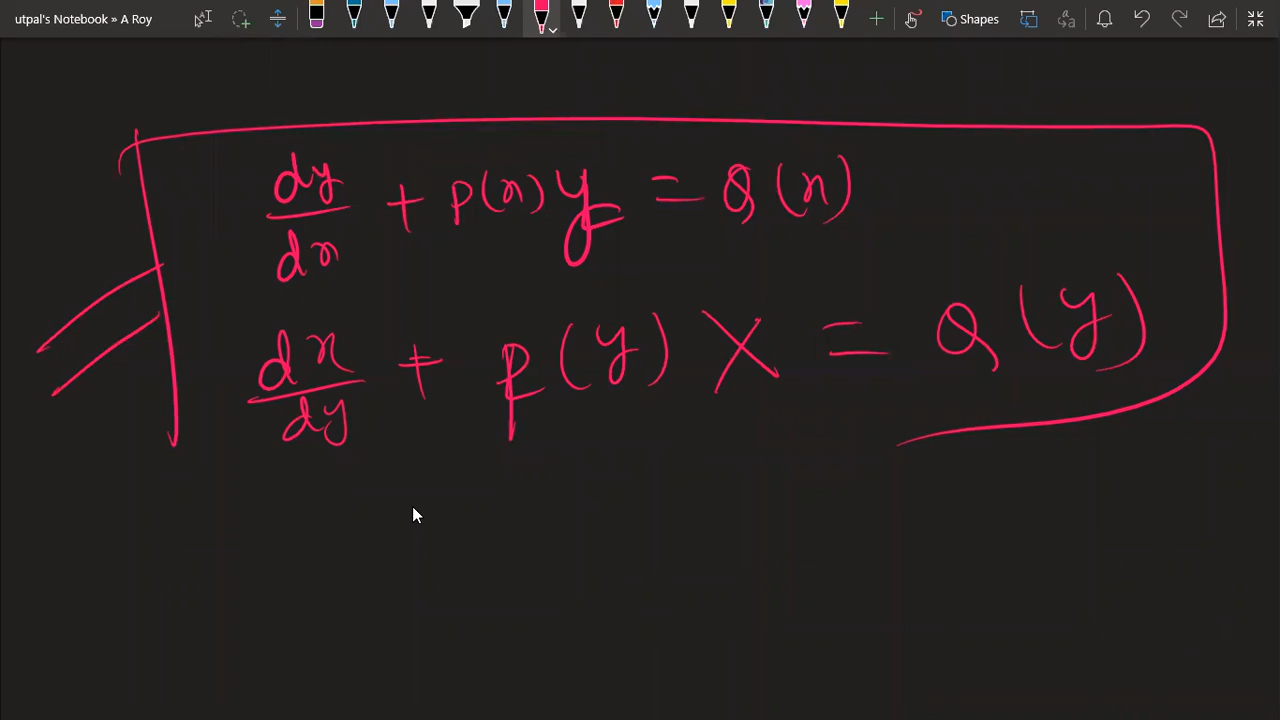 utpal's Notebook » A Roy
Shapes
dy/dx + P(x) y = Q(x)
dx/dy + P(y) X = Q(y)